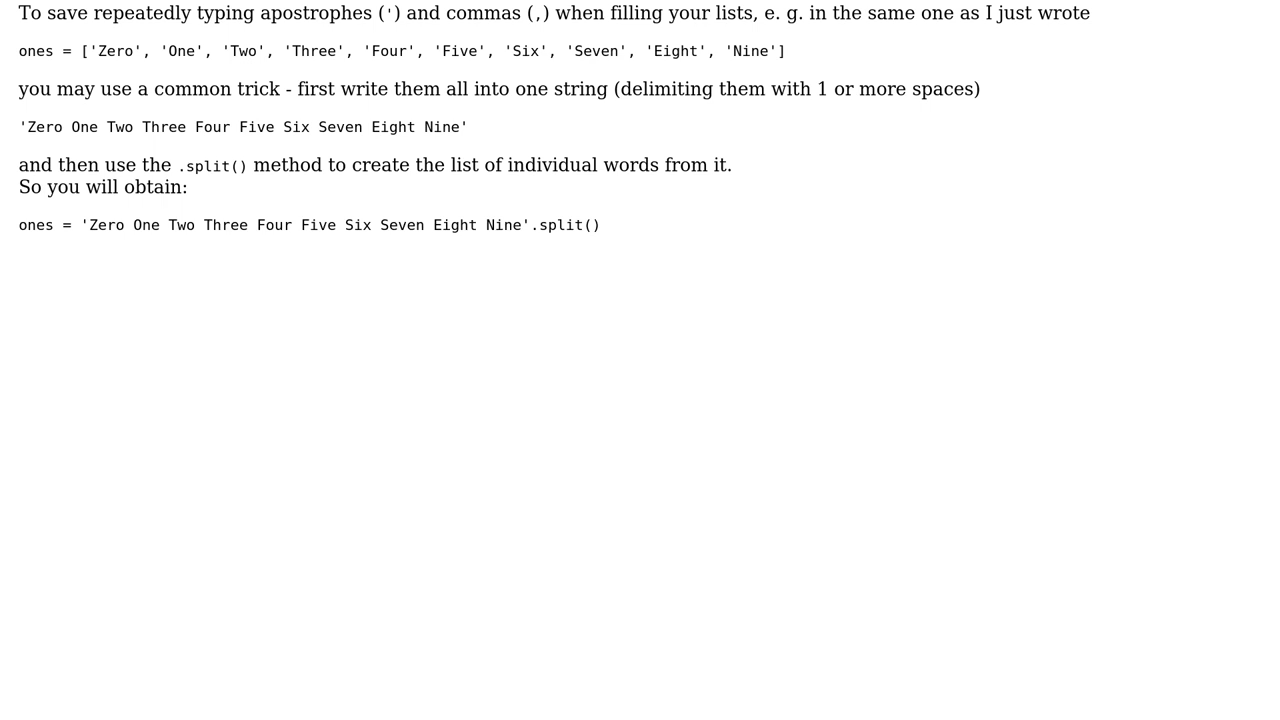 To save repeatedly typing apostrophes (') and commas (,) when filling your lists, e. g. in the same one as I just wrote
ones = ['Zero', 'One', 'Two', 'Three', 'Four', 'Five', 'Six', 'Seven', 'Eight', 'Nine']
you may use a common trick - first write them all into one string (delimiting them with 1 or more spaces)
'Zero One Two Three Four Five Six Seven Eight Nine'
and then use the .split() method to create the list of individual words from it.
So you will obtain:
ones = 'Zero One Two Three Four Five Six Seven Eight Nine'.split()